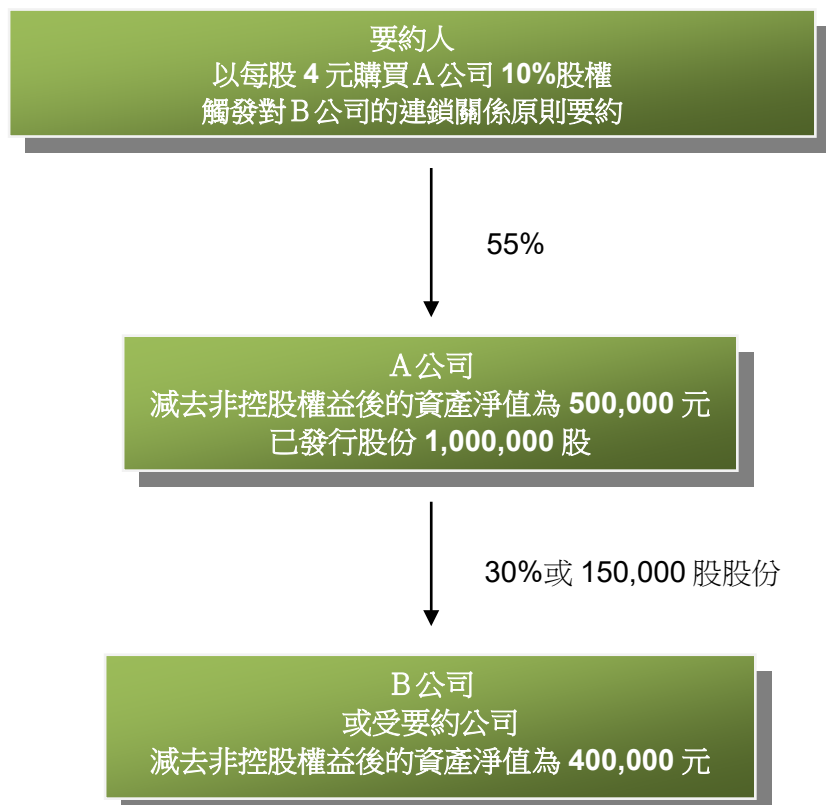 要約人
以每股 4 元購買A公司 10%股權
觸發對B公司的連鎖關係原則要約
55%
A公司
減去非控股權益後的資產淨值為 500,000 元
已發行股份 1,000,000 股
30%或 150,000 股股份
B公司
或受要約公司
減去非控股權益後的資產淨值為 400,000 元